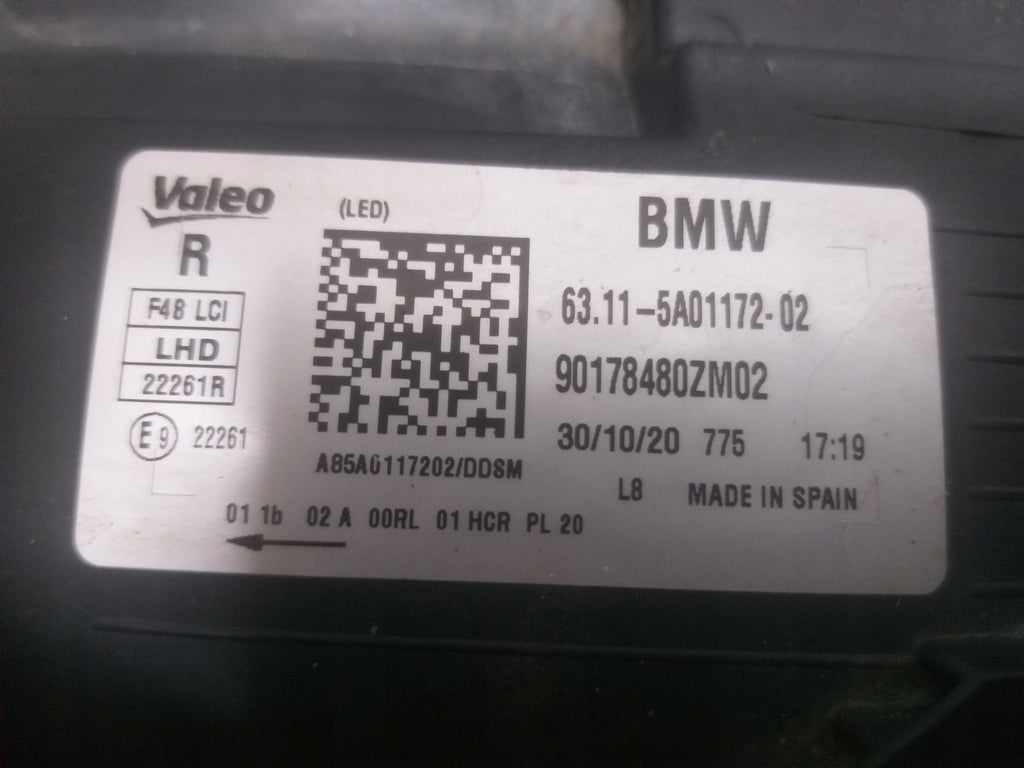 Valeo
(LED)
BMW
R
F48 LCI
LHD
22261R
E9 22261
63.11-5A01172-02
90178480ZM02
30/10/20 775 17:19
A85A0117202/DDSM
L8 MADE IN SPAIN
01 1b 02 A 00RL 01 HCR PL 20